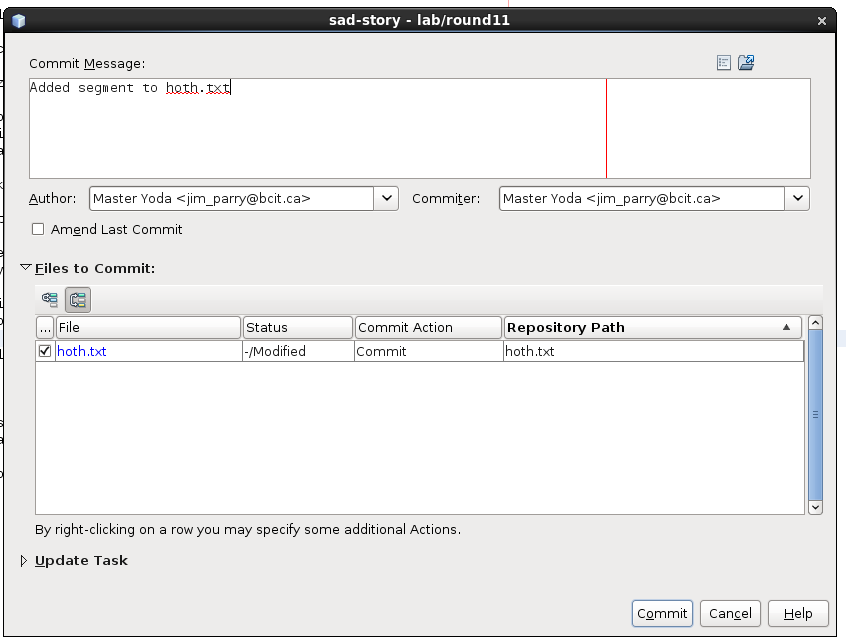 sad-story - lab/round11
Commit Message:
Added segment to hoth.txt
Author: Master Yoda <jim_parry@bcit.ca> Commiter: Master Yoda <jim_parry@bcit.ca>
Amend Last Commit
Files to Commit:
... File Status Commit Action Repository Path
hoth.txt -/Modified Commit hoth.txt
By right-clicking on a row you may specify some additional Actions.
Update Task
Commit Cancel Help